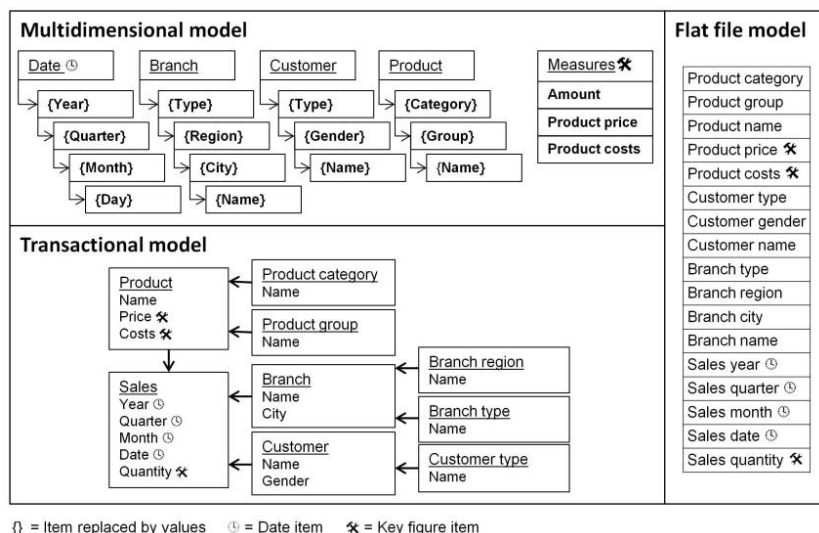 Multidimensional model
Date
Branch
Customer
Product
{Year}
{Quarter}
{Month}
{Day}
{Type}
{Region}
{City}
{Name}
{Type}
{Gender}
{Name}
{Category}
{Group}
{Name}
Measures
Amount
Product price
Product costs
Transactional model
Product
Name
Price
Costs
Product category
Name
Product group
Name
Sales
Year
Quarter
Month
Date
Quantity
Branch
Name
City
Customer
Name
Gender
Branch region
Name
Branch type
Name
Customer type
Name
Flat file model
Product category
Product group
Product name
Product price
Product costs
Customer type
Customer gender
Customer name
Branch type
Branch region
Branch city
Branch name
Sales year
Sales quarter
Sales month
Sales date
Sales quantity
{} = Item replaced by values = Date item = Key figure item